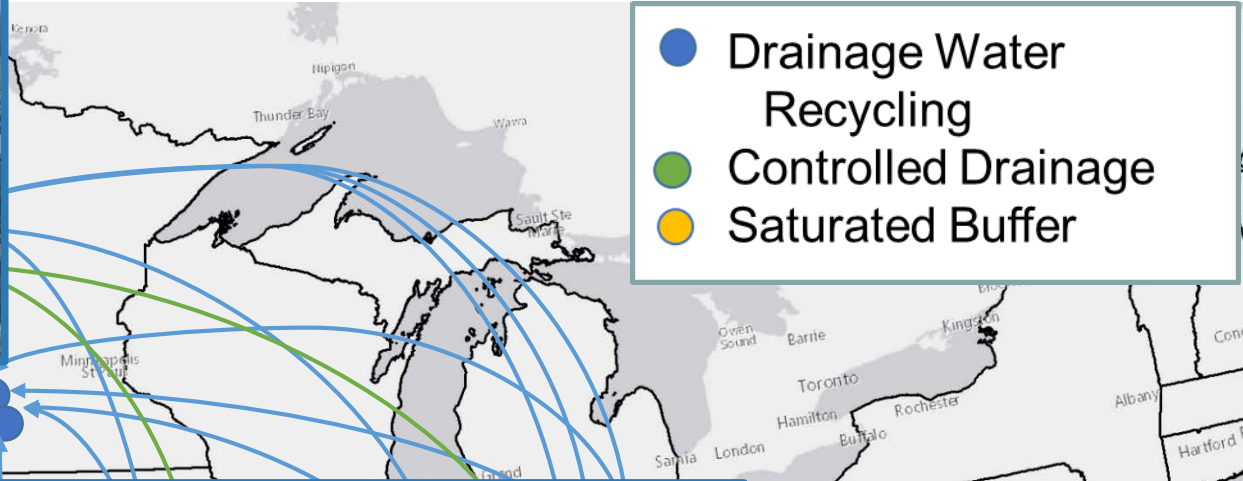 Drainage Water
Recycling
Controlled Drainage
Saturated Buffer
Kenora
Nipigon
Thunder Bay
Wawa
Sault Ste
Marie
Owen
Sound
Barrie
Kingston
Minneapolis
St Paul
Toronto
Hamilton
Rochester
Albany
Buffalo
Sarnia
London
Hartford
Grand